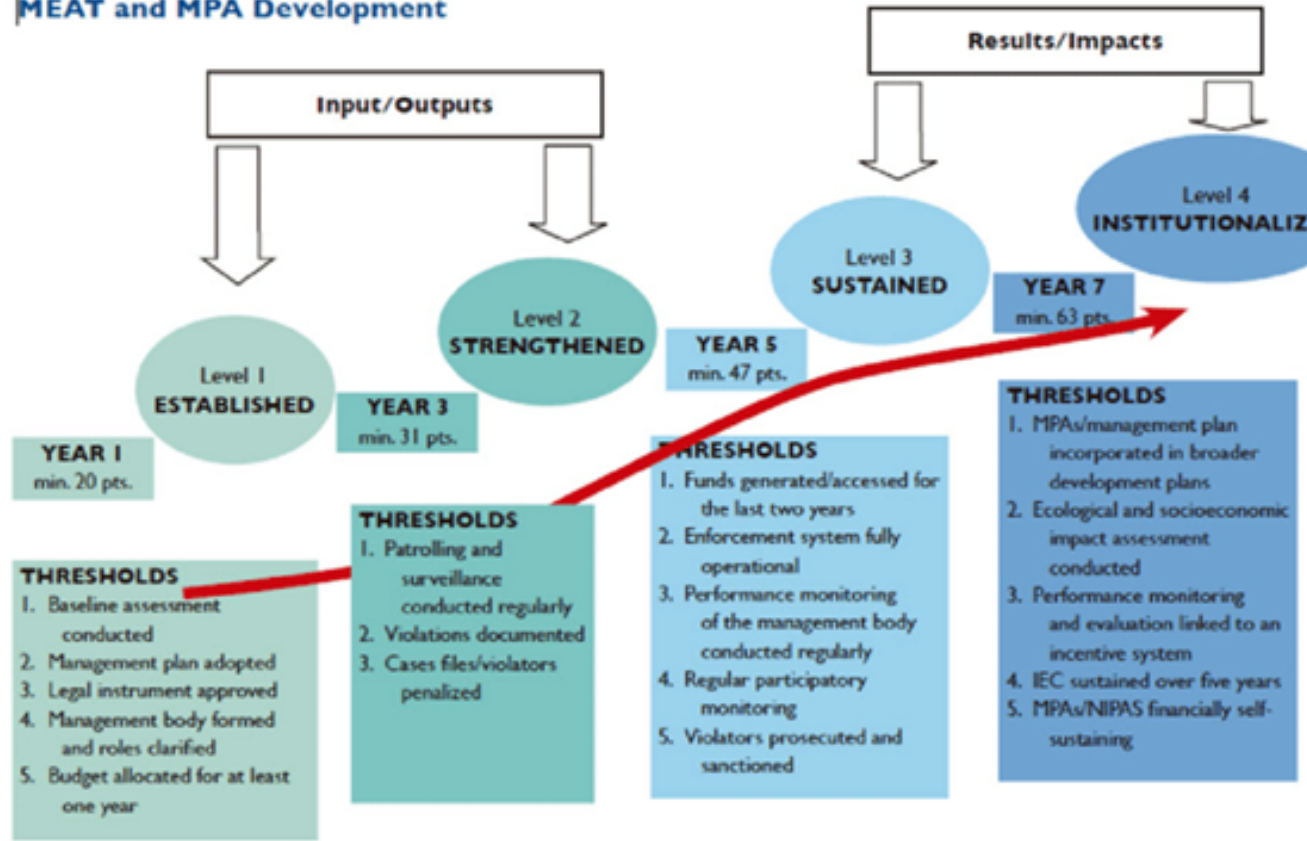 MEAT and MPA Development
Input/Outputs
Results/Impacts
Level 1
ESTABLISHED
Level 2
STRENGTHENED
Level 3
SUSTAINED
Level 4
INSTITUTIONALIZ
YEAR 1
min. 20 pts.
YEAR 3
min. 31 pts.
YEAR 5
min. 47 pts.
YEAR 7
min. 63 pts.
THRESHOLDS
1. Baseline assessment
conducted
2. Management plan adopted
3. Legal instrument approved
4. Management body formed
and roles clarified
5. Budget allocated for at least
one year
THRESHOLDS
1. Patrolling and
surveillance
conducted regularly
2. Violations documented
3. Cases files/violators
penalized
THRESHOLDS
1. Funds generated/accessed for
the last two years
2. Enforcement system fully
operational
3. Performance monitoring
of the management body
conducted regularly
4. Regular participatory
monitoring
5. Violators prosecuted and
sanctioned
THRESHOLDS
1. MPAs/management plan
incorporated in broader
development plans
2. Ecological and socioeconomic
impact assessment
conducted
3. Performance monitoring
and evaluation linked to an
incentive system
4. IEC sustained over five years
5. MPAs/NIPAS financially self-
sustaining